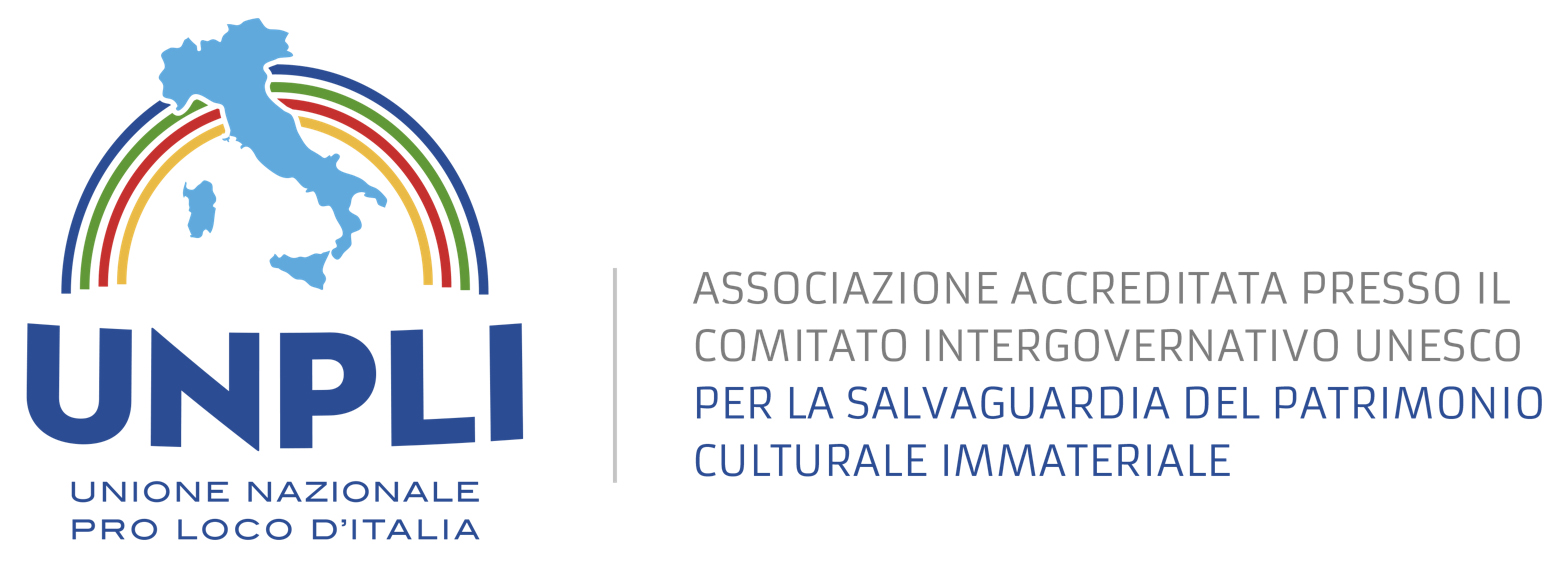 UNPLI
UNIONE NAZIONALE
PRO LOCO D'ITALIA
ASSOCIAZIONE ACCREDITATA PRESSO IL
COMITATO INTERGOVERNATIVO UNESCO
PER LA SALVAGUARDIA DEL PATRIMONIO
CULTURALE IMMATERIALE